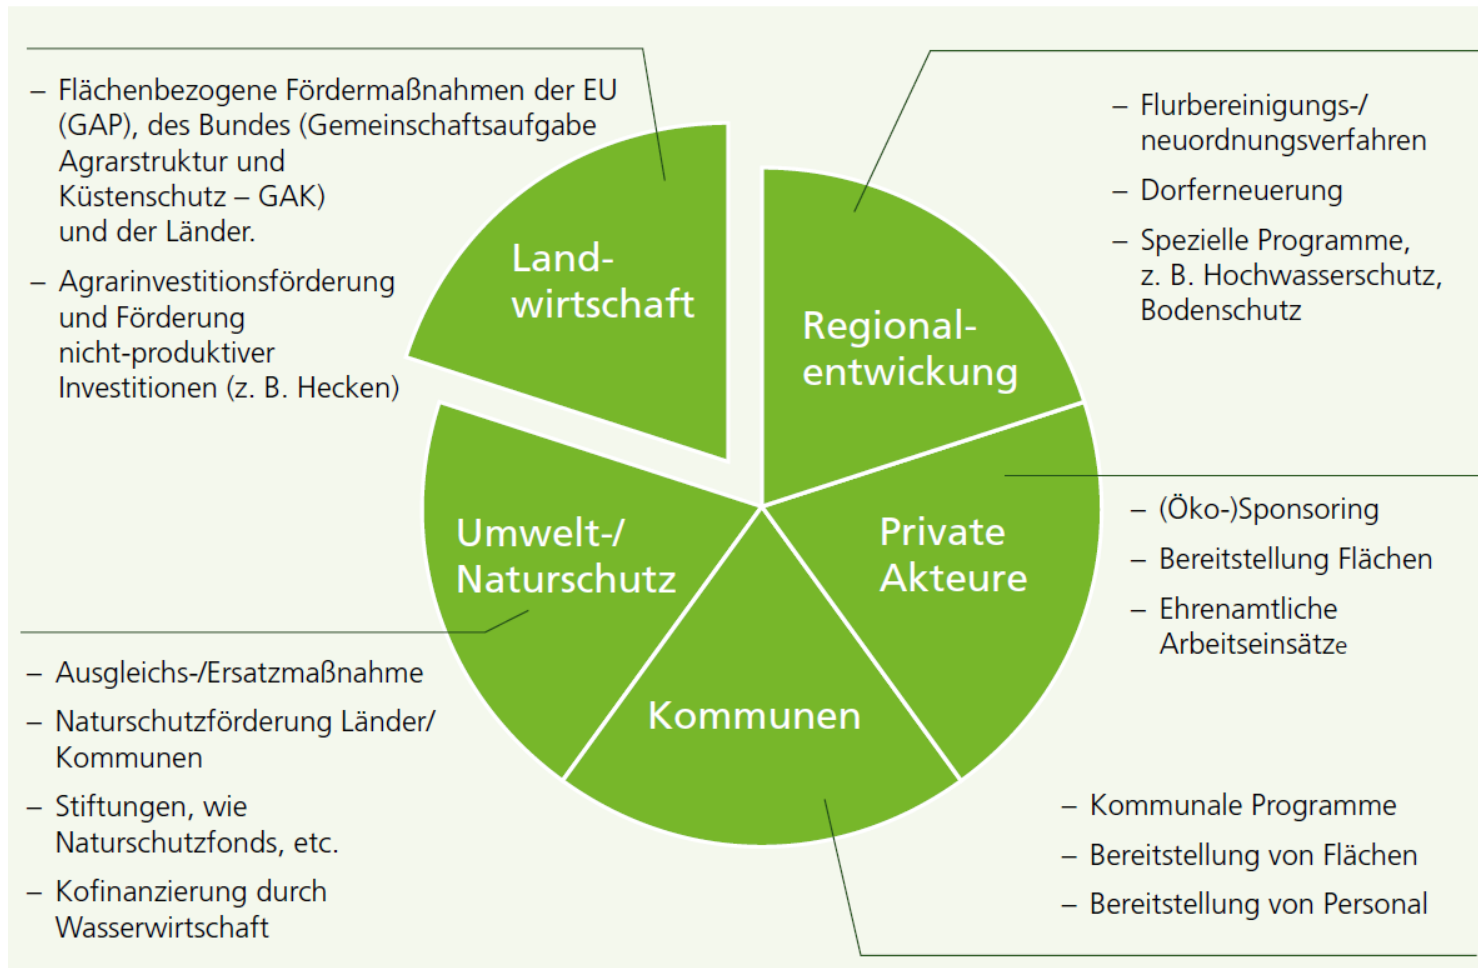 – Flächenbezogene Fördermaßnahmen der EU
(GAP), des Bundes (Gemeinschaftsaufgabe
Agrarstruktur und
Küstenschutz – GAK)
und der Länder.
– Agrarinvestitionsförderung
und Förderung
nicht-produktiver
Investitionen (z. B. Hecken)
Land-
wirtschaft
– Flurbereinigungs-/
neuordnungsverfahren
– Dorferneuerung
– Spezielle Programme,
z. B. Hochwasserschutz,
Bodenschutz
Regional-
entwickung
– (Öko-)Sponsoring
– Bereitstellung Flächen
– Ehrenamtliche
Arbeitseinsätze
Private
Akteure
Umwelt-/
Naturschutz
– Ausgleichs-/Ersatzmaßnahme
– Naturschutzförderung Länder/
Kommunen
– Stiftungen, wie
Naturschutzfonds, etc.
– Kofinanzierung durch
Wasserwirtschaft
Kommunen
– Kommunale Programme
– Bereitstellung von Flächen
– Bereitstellung von Personal